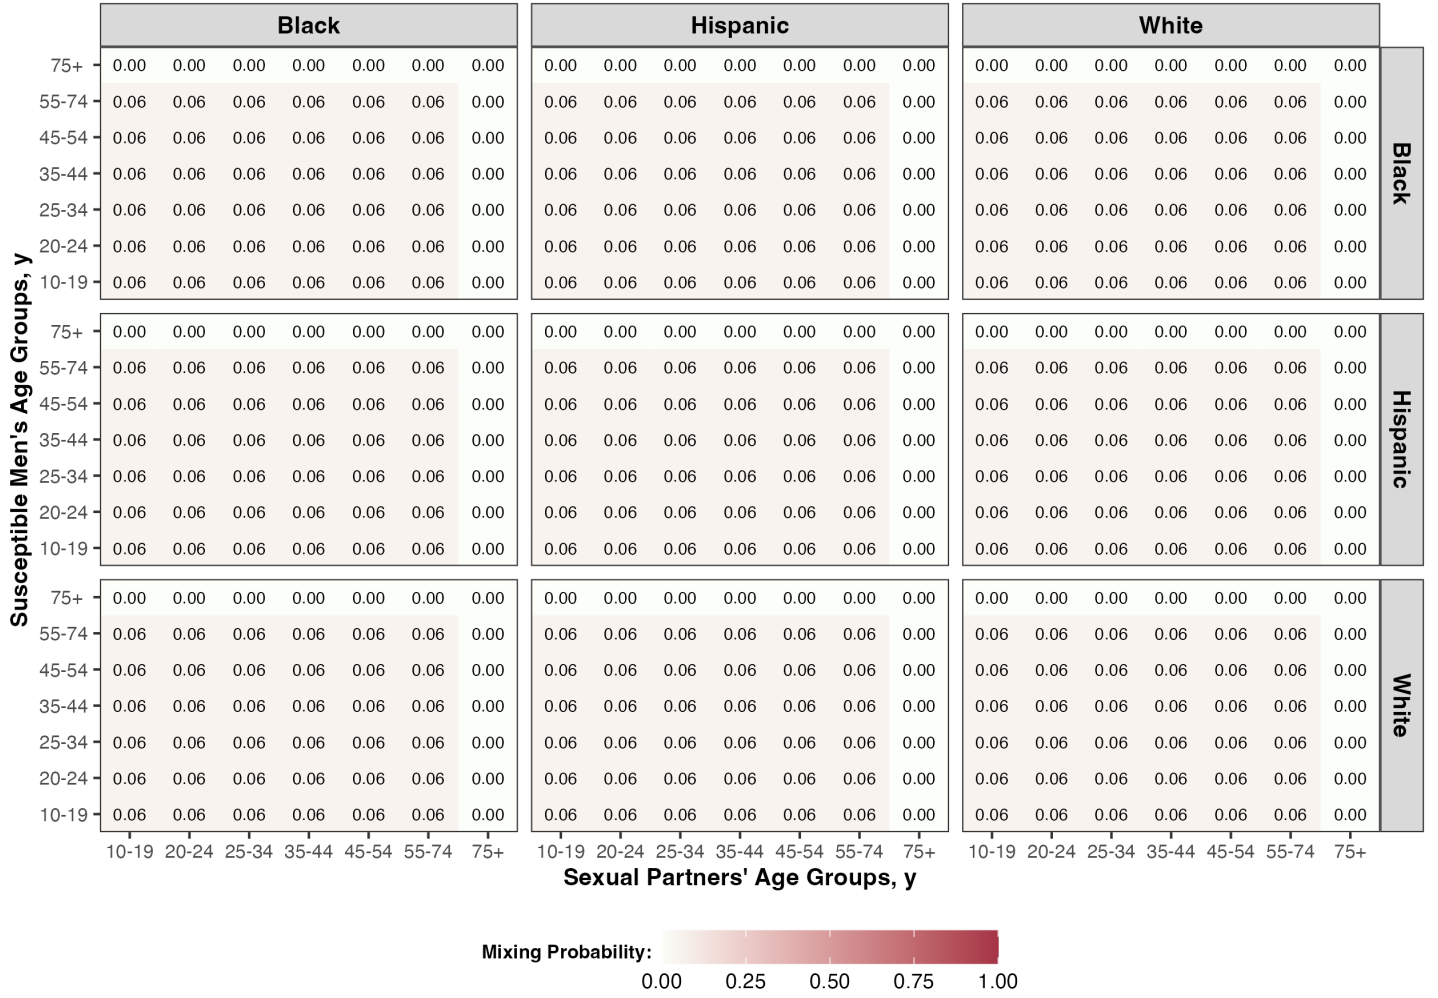 Black Hispanic White
75+ 0.00 0.00 0.00 0.00 0.00 0.00 0.00 0.00 0.00 0.00 0.00 0.00 0.00 0.00 0.00 0.00 0.00 0.00 0.00 0.00 0.00
55-74 0.06 0.06 0.06 0.06 0.06 0.06 0.00 0.06 0.06 0.06 0.06 0.06 0.06 0.00 0.06 0.06 0.06 0.06 0.06 0.06 0.00
45-54 0.06 0.06 0.06 0.06 0.06 0.06 0.00 0.06 0.06 0.06 0.06 0.06 0.06 0.00 0.06 0.06 0.06 0.06 0.06 0.06 0.00
35-44 0.06 0.06 0.06 0.06 0.06 0.06 0.00 0.06 0.06 0.06 0.06 0.06 0.06 0.00 0.06 0.06 0.06 0.06 0.06 0.06 0.00
25-34 0.06 0.06 0.06 0.06 0.06 0.06 0.00 0.06 0.06 0.06 0.06 0.06 0.06 0.00 0.06 0.06 0.06 0.06 0.06 0.06 0.00
20-24 0.06 0.06 0.06 0.06 0.06 0.06 0.00 0.06 0.06 0.06 0.06 0.06 0.06 0.00 0.06 0.06 0.06 0.06 0.06 0.06 0.00
10-19 0.06 0.06 0.06 0.06 0.06 0.06 0.00 0.06 0.06 0.06 0.06 0.06 0.06 0.00 0.06 0.06 0.06 0.06 0.06 0.06 0.00
Black
75+ 0.00 0.00 0.00 0.00 0.00 0.00 0.00 0.00 0.00 0.00 0.00 0.00 0.00 0.00 0.00 0.00 0.00 0.00 0.00 0.00 0.00
55-74 0.06 0.06 0.06 0.06 0.06 0.06 0.00 0.06 0.06 0.06 0.06 0.06 0.06 0.00 0.06 0.06 0.06 0.06 0.06 0.06 0.00
45-54 0.06 0.06 0.06 0.06 0.06 0.06 0.00 0.06 0.06 0.06 0.06 0.06 0.06 0.00 0.06 0.06 0.06 0.06 0.06 0.06 0.00
35-44 0.06 0.06 0.06 0.06 0.06 0.06 0.00 0.06 0.06 0.06 0.06 0.06 0.06 0.00 0.06 0.06 0.06 0.06 0.06 0.06 0.00
25-34 0.06 0.06 0.06 0.06 0.06 0.06 0.00 0.06 0.06 0.06 0.06 0.06 0.06 0.00 0.06 0.06 0.06 0.06 0.06 0.06 0.00
20-24 0.06 0.06 0.06 0.06 0.06 0.06 0.00 0.06 0.06 0.06 0.06 0.06 0.06 0.00 0.06 0.06 0.06 0.06 0.06 0.06 0.00
10-19 0.06 0.06 0.06 0.06 0.06 0.06 0.00 0.06 0.06 0.06 0.06 0.06 0.06 0.00 0.06 0.06 0.06 0.06 0.06 0.06 0.00
Hispanic
75+ 0.00 0.00 0.00 0.00 0.00 0.00 0.00 0.00 0.00 0.00 0.00 0.00 0.00 0.00 0.00 0.00 0.00 0.00 0.00 0.00 0.00
55-74 0.06 0.06 0.06 0.06 0.06 0.06 0.00 0.06 0.06 0.06 0.06 0.06 0.06 0.00 0.06 0.06 0.06 0.06 0.06 0.06 0.00
45-54 0.06 0.06 0.06 0.06 0.06 0.06 0.00 0.06 0.06 0.06 0.06 0.06 0.06 0.00 0.06 0.06 0.06 0.06 0.06 0.06 0.00
35-44 0.06 0.06 0.06 0.06 0.06 0.06 0.00 0.06 0.06 0.06 0.06 0.06 0.06 0.00 0.06 0.06 0.06 0.06 0.06 0.06 0.00
25-34 0.06 0.06 0.06 0.06 0.06 0.06 0.00 0.06 0.06 0.06 0.06 0.06 0.06 0.00 0.06 0.06 0.06 0.06 0.06 0.06 0.00
20-24 0.06 0.06 0.06 0.06 0.06 0.06 0.00 0.06 0.06 0.06 0.06 0.06 0.06 0.00 0.06 0.06 0.06 0.06 0.06 0.06 0.00
10-19 0.06 0.06 0.06 0.06 0.06 0.06 0.00 0.06 0.06 0.06 0.06 0.06 0.06 0.00 0.06 0.06 0.06 0.06 0.06 0.06 0.00
White
Susceptible Men's Age Groups, y
10-19 20-24 25-34 35-44 45-54 55-74 75+ 10-19 20-24 25-34 35-44 45-54 55-74 75+ 10-19 20-24 25-34 35-44 45-54 55-74 75+
Sexual Partners' Age Groups, y
Mixing Probability:
0.00 0.25 0.50 0.75 1.00